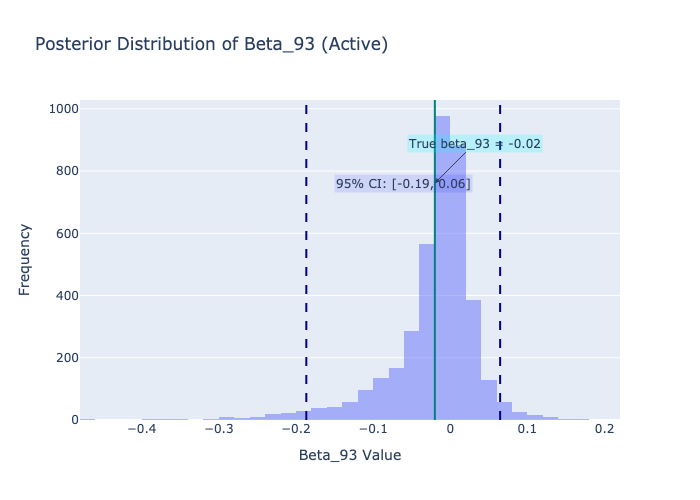 Posterior Distribution of Beta_93 (Active)
1000
800
600
400
200
0
Frequency
True beta_93 = -0.02
95% CI: [-0.19, 0.06]
−0.4
−0.3
−0.2
−0.1
0
0.1
0.2
Beta_93 Value